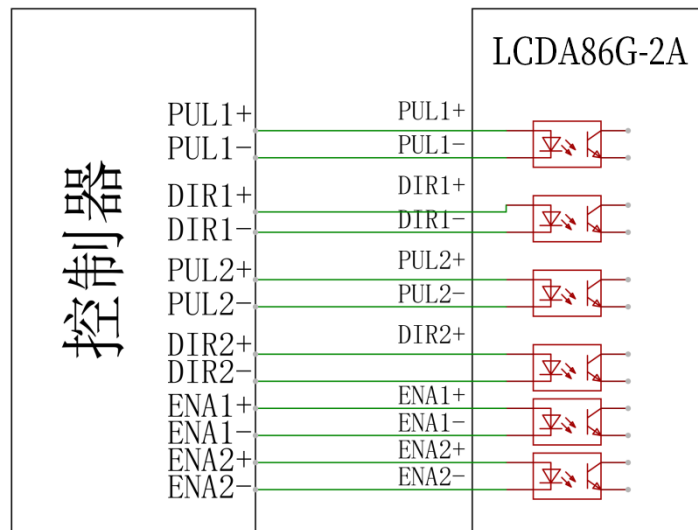 LCDA86G-2A
控制器
PUL1+
PUL1-
DIR1+
DIR1-
PUL2+
PUL2-
DIR2+
DIR2-
ENA1+
ENA1-
ENA2+
ENA2-
PUL1+
PUL1-
DIR1+
DIR1-
PUL2+
PUL2-
DIR2+
ENA1+
ENA1-
ENA2+
ENA2-